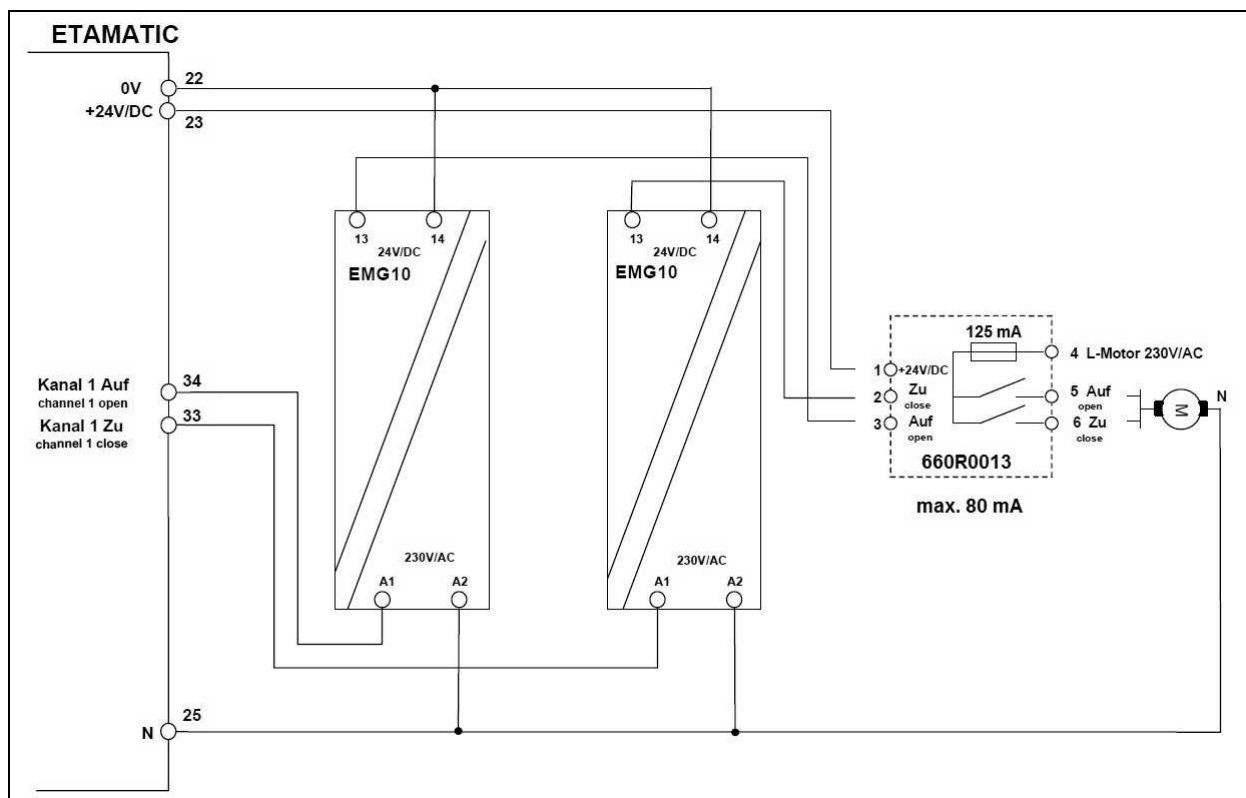 ETAMATIC
0V
22
+24V/DC
23
13
14
24V/DC
EMG10
13
14
24V/DC
EMG10
Kanal 1 Auf
channel 1 open
34
Kanal 1 Zu
channel 1 close
33
125 mA
4 L-Motor 230V/AC
1 +24V/DC
2 Zu
close
3 Auf
open
5 Auf
open
6 Zu
close
M
N
660R0013
max. 80 mA
230V/AC
A1
A2
230V/AC
A1
A2
N
25